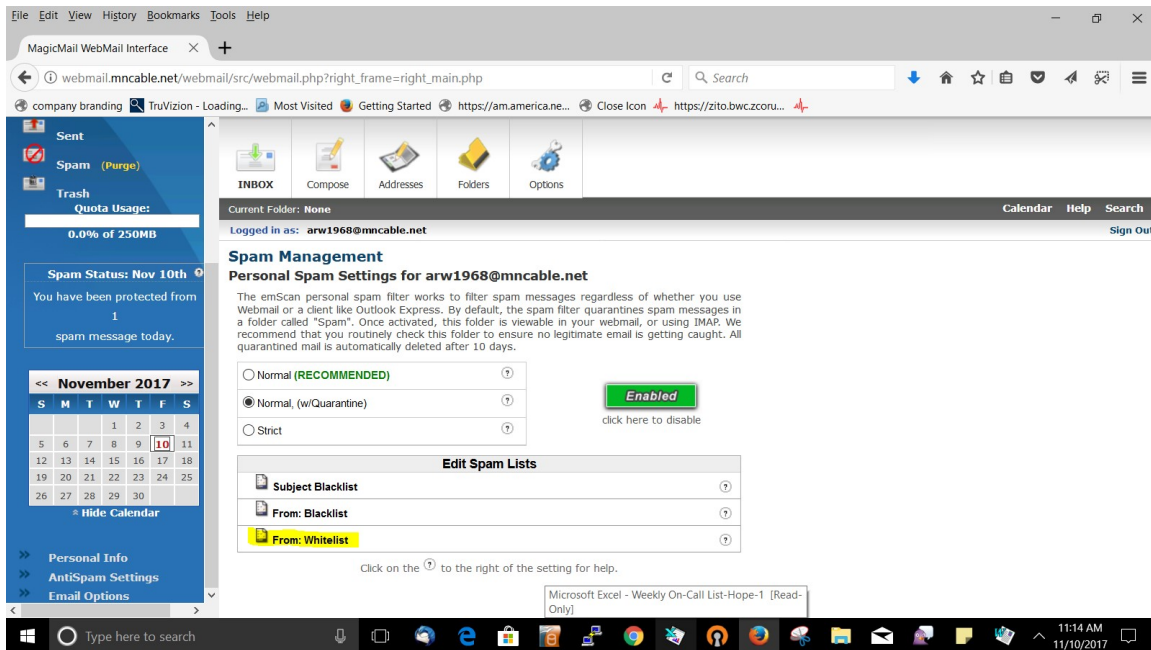 File Edit View History Bookmarks Tools Help
MagicMail WebMail Interface
webmail.mncable.net/webmail/src/webmail.php?right_frame=right_main.php
Search
company branding TruVizion - Loading... Most Visited Getting Started https://am.america.ne... Close Icon https://zito.bwc.zcoru...
Sent
Spam (Purge)
Trash
Quota Usage:
0.0% of 250MB
Spam Status: Nov 10th
You have been protected from
1
spam message today.
<< November 2017 >>
S M T W T F S
1 2 3 4
5 6 7 8 9 10 11
12 13 14 15 16 17 18
19 20 21 22 23 24 25
26 27 28 29 30
Hide Calendar
Personal Info
AntiSpam Settings
Email Options
INBOX Compose Addresses Folders Options
Current Folder: None Calendar Help Search
Logged in as: arw1968@mncable.net Sign Out
Spam Management
Personal Spam Settings for arw1968@mncable.net
The emScan personal spam filter works to filter spam messages regardless of whether you use
Webmail or a client like Outlook Express. By default, the spam filter quarantines spam messages in
a folder called "Spam". Once activated, this folder is viewable in your webmail, or using IMAP. We
recommend that you routinely check this folder to ensure no legitimate email is getting caught. All
quarantined mail is automatically deleted after 10 days.
Normal (RECOMMENDED) ?
Normal, (w/Quarantine) ?
Strict ?
Enabled
click here to disable
Edit Spam Lists
Subject Blacklist ?
From: Blacklist ?
From: Whitelist ?
Click on the ? to the right of the setting for help.
Microsoft Excel - Weekly On-Call List-Hope-1 [Read-
Only]
Type here to search
11:14 AM
11/10/2017